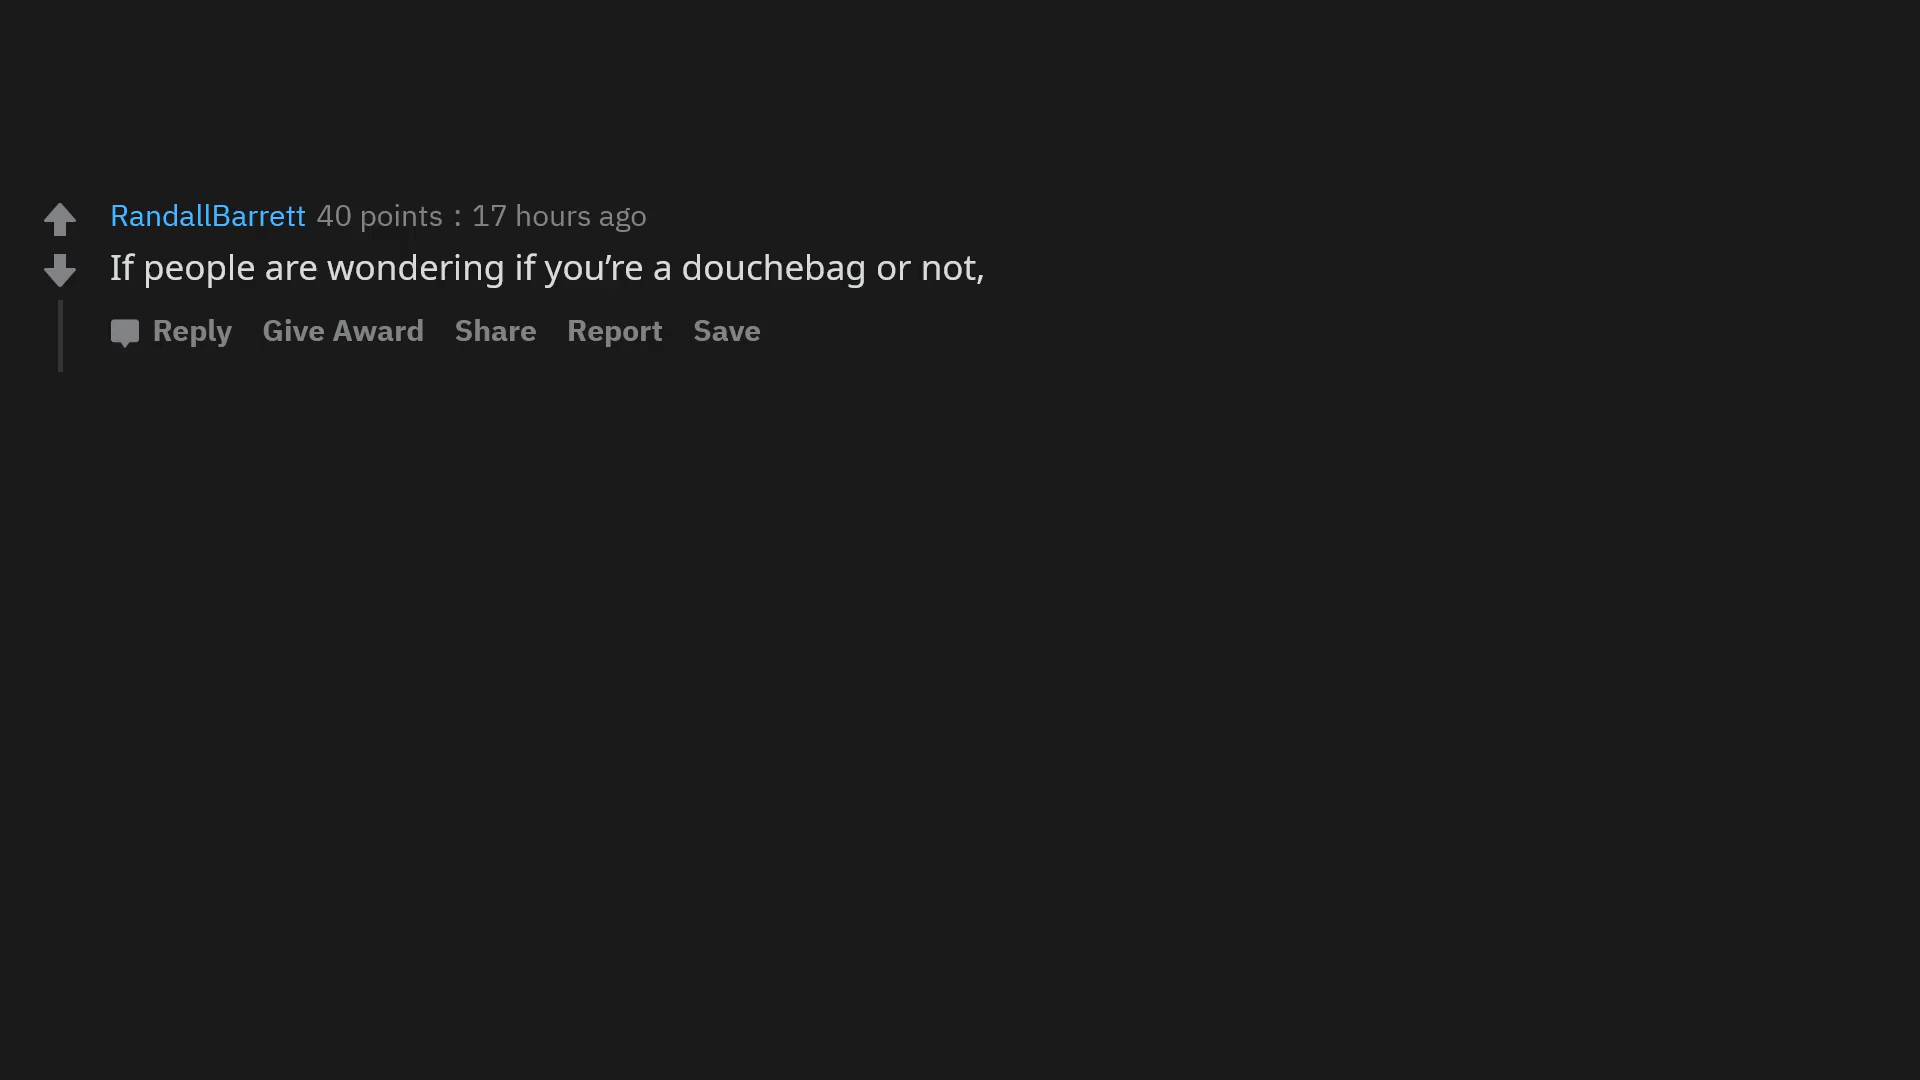 RandallBarrett 40 points : 17 hours ago
If people are wondering if you’re a douchebag or not,
Reply Give Award Share Report Save